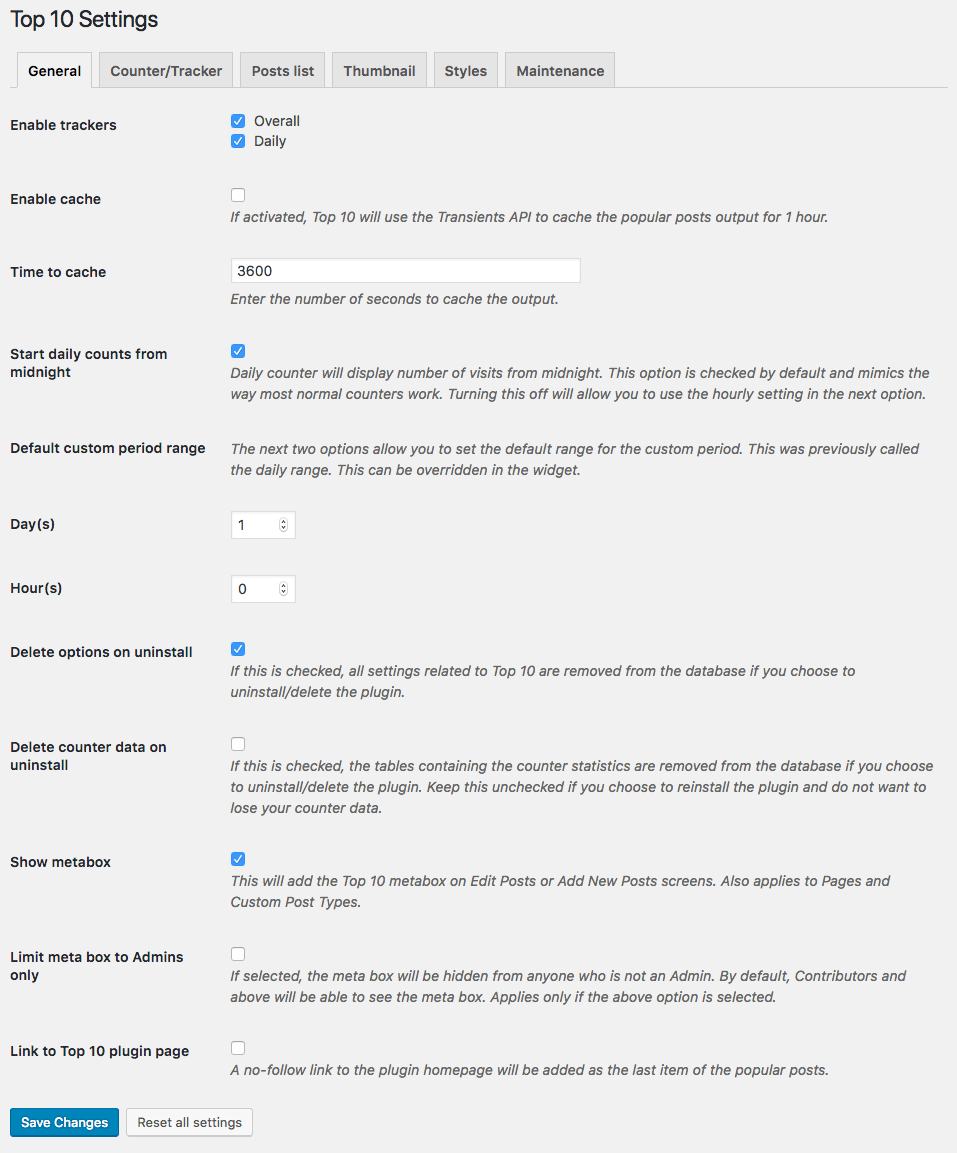 Top 10 Settings
General
Counter/Tracker
Posts list
Thumbnail
Styles
Maintenance
Enable trackers
Overall
Daily
Enable cache
If activated, Top 10 will use the Transients API to cache the popular posts output for 1 hour.
Time to cache
3600
Enter the number of seconds to cache the output.
Start daily counts from
midnight
Daily counter will display number of visits from midnight. This option is checked by default and mimics the
way most normal counters work. Turning this off will allow you to use the hourly setting in the next option.
Default custom period range
The next two options allow you to set the default range for the custom period. This was previously called
the daily range. This can be overridden in the widget.
Day(s)
1
Hour(s)
0
Delete options on uninstall
If this is checked, all settings related to Top 10 are removed from the database if you choose to
uninstall/delete the plugin.
Delete counter data on
uninstall
If this is checked, the tables containing the counter statistics are removed from the database if you choose
to uninstall/delete the plugin. Keep this unchecked if you choose to reinstall the plugin and do not want to
lose your counter data.
Show metabox
This will add the Top 10 metabox on Edit Posts or Add New Posts screens. Also applies to Pages and
Custom Post Types.
Limit meta box to Admins
only
If selected, the meta box will be hidden from anyone who is not an Admin. By default, Contributors and
above will be able to see the meta box. Applies only if the above option is selected.
Link to Top 10 plugin page
A no-follow link to the plugin homepage will be added as the last item of the popular posts.
Save Changes
Reset all settings